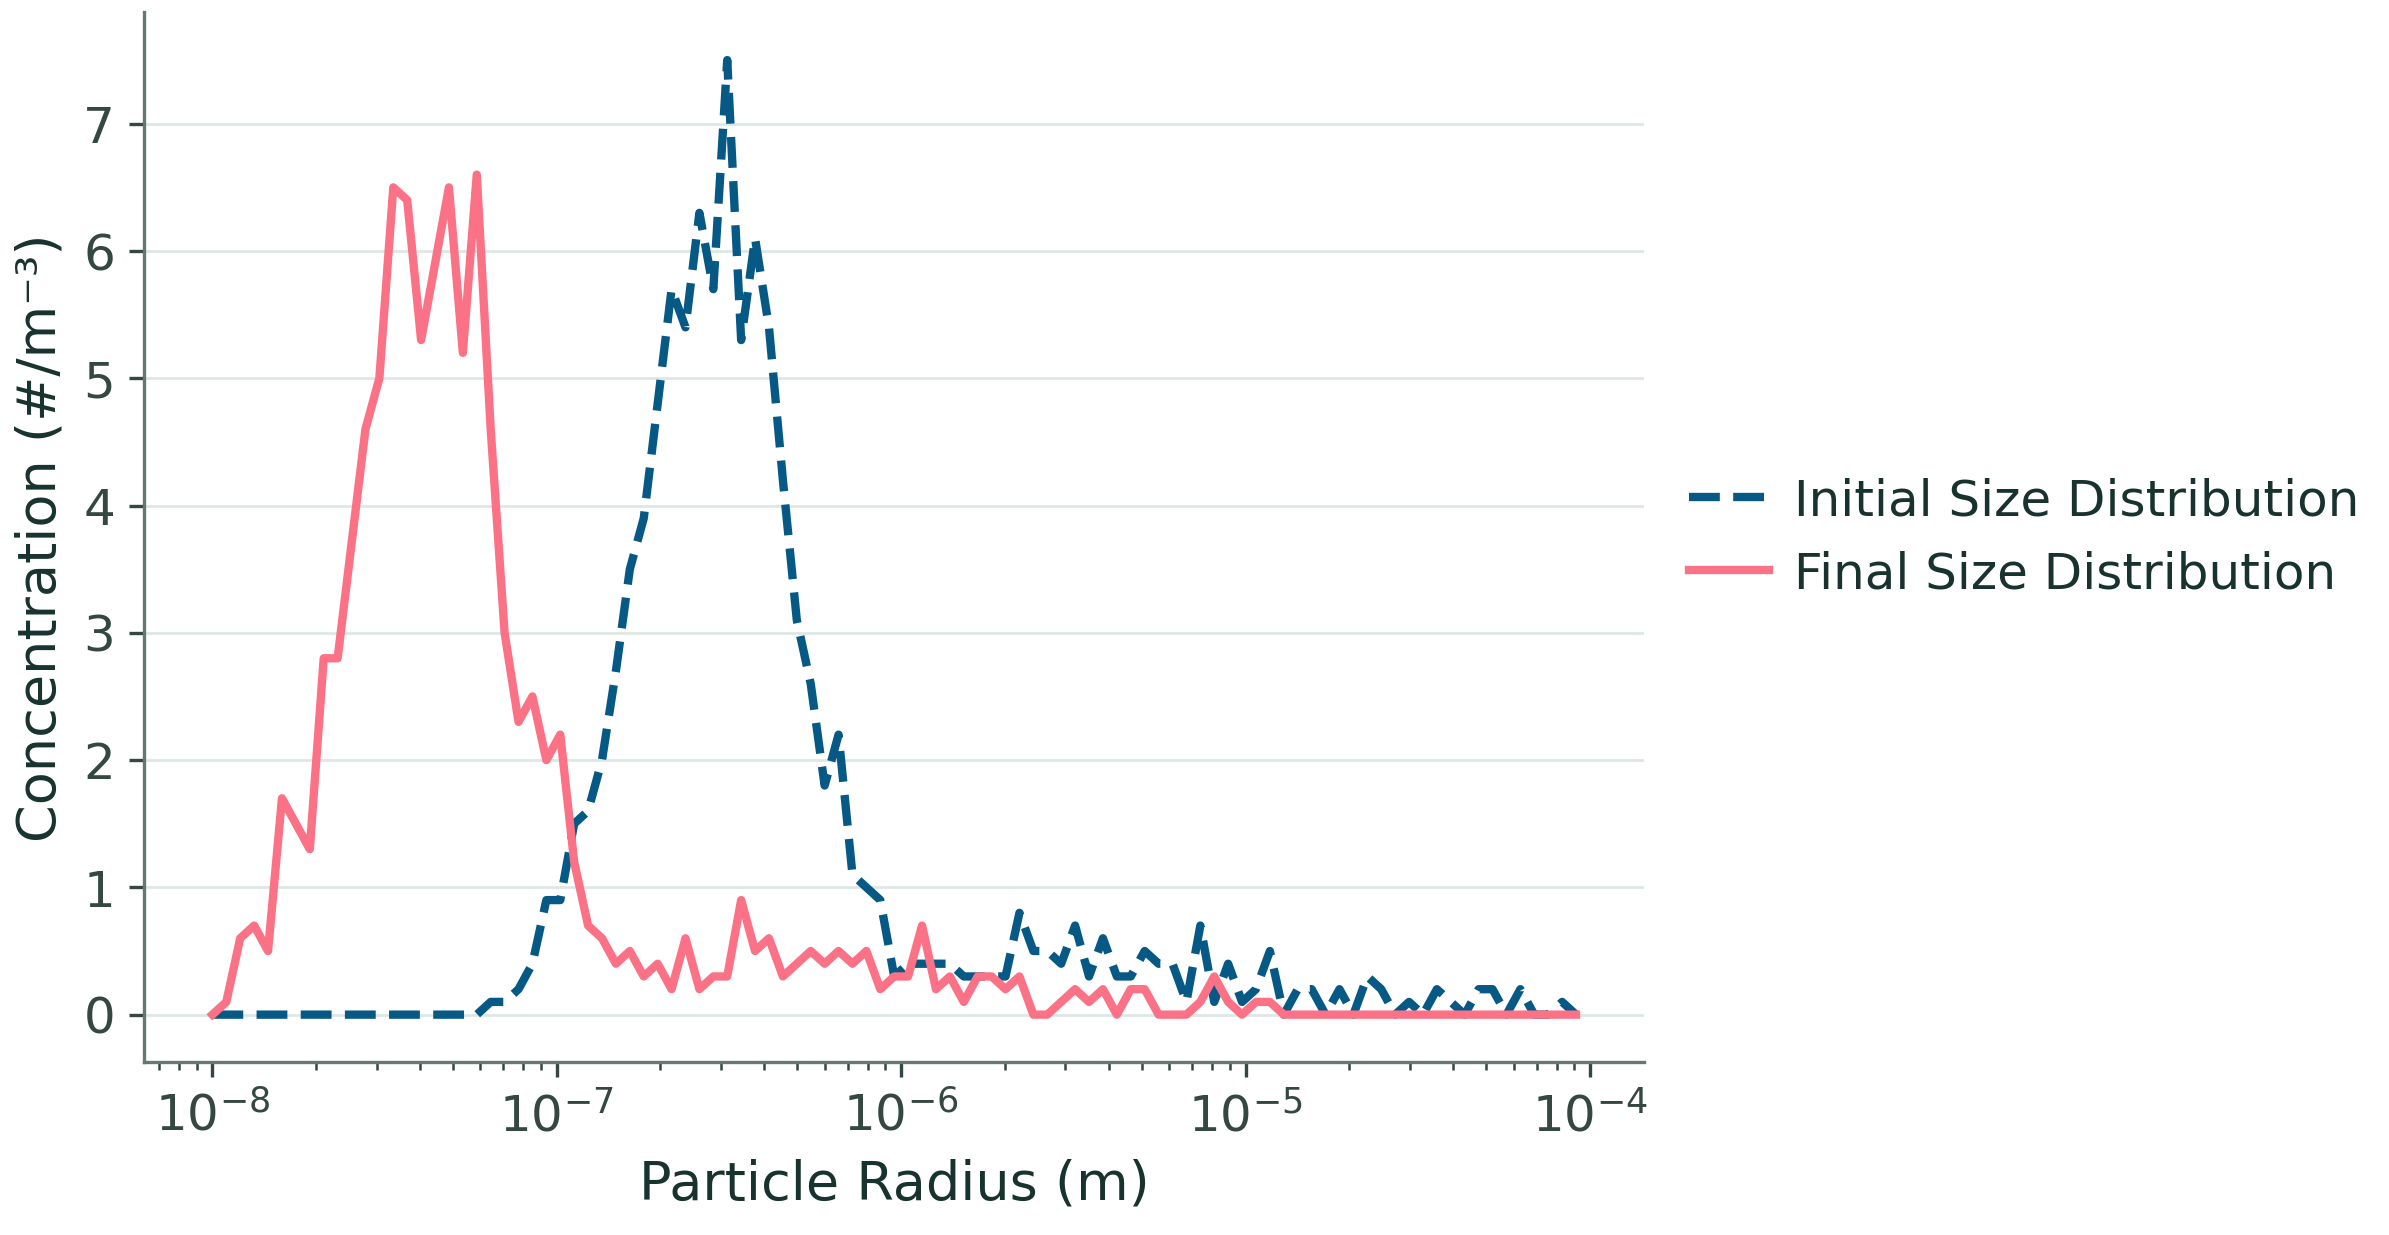 Concentration (#/m⁻³)
7
6
5
4
3
2
1
0
10⁻⁸ 10⁻⁷ 10⁻⁶ 10⁻⁵ 10⁻⁴
Particle Radius (m)
Initial Size Distribution
Final Size Distribution